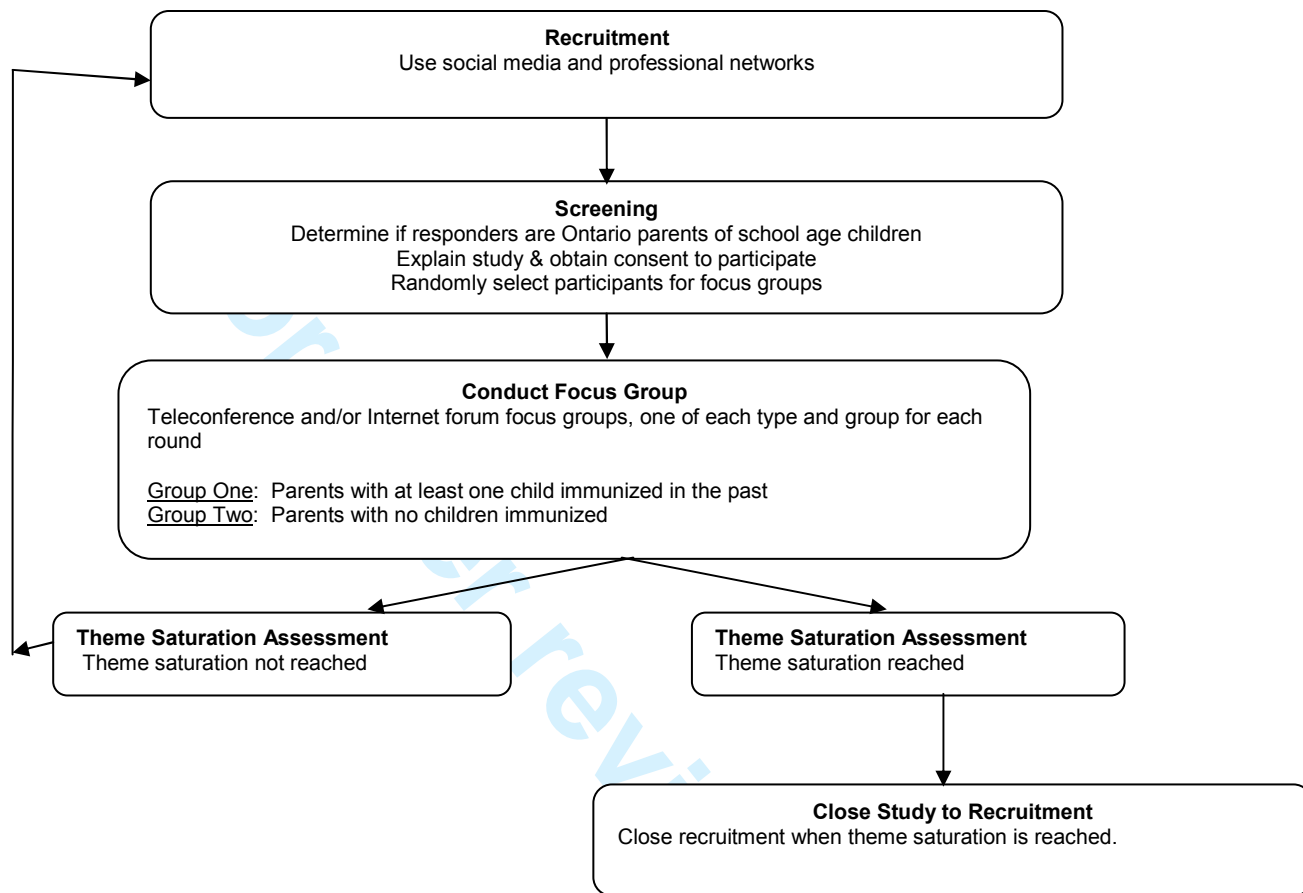 Recruitment
Use social media and professional networks
Screening
Determine if responders are Ontario parents of school age children
Explain study & obtain consent to participate
Randomly select participants for focus groups
Conduct Focus Group
Teleconference and/or Internet forum focus groups, one of each type and group for each
round
Group One: Parents with at least one child immunized in the past
Group Two: Parents with no children immunized
Theme Saturation Assessment
Theme saturation not reached
Theme Saturation Assessment
Theme saturation reached
Close Study to Recruitment
Close recruitment when theme saturation is reached.